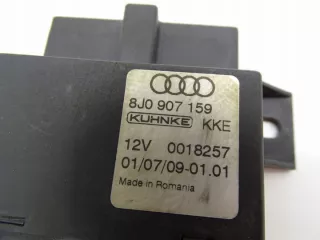 8J0 907 159
KUHNKE KKE
12V 0018257
01/07/09-01.01
Made in Romania